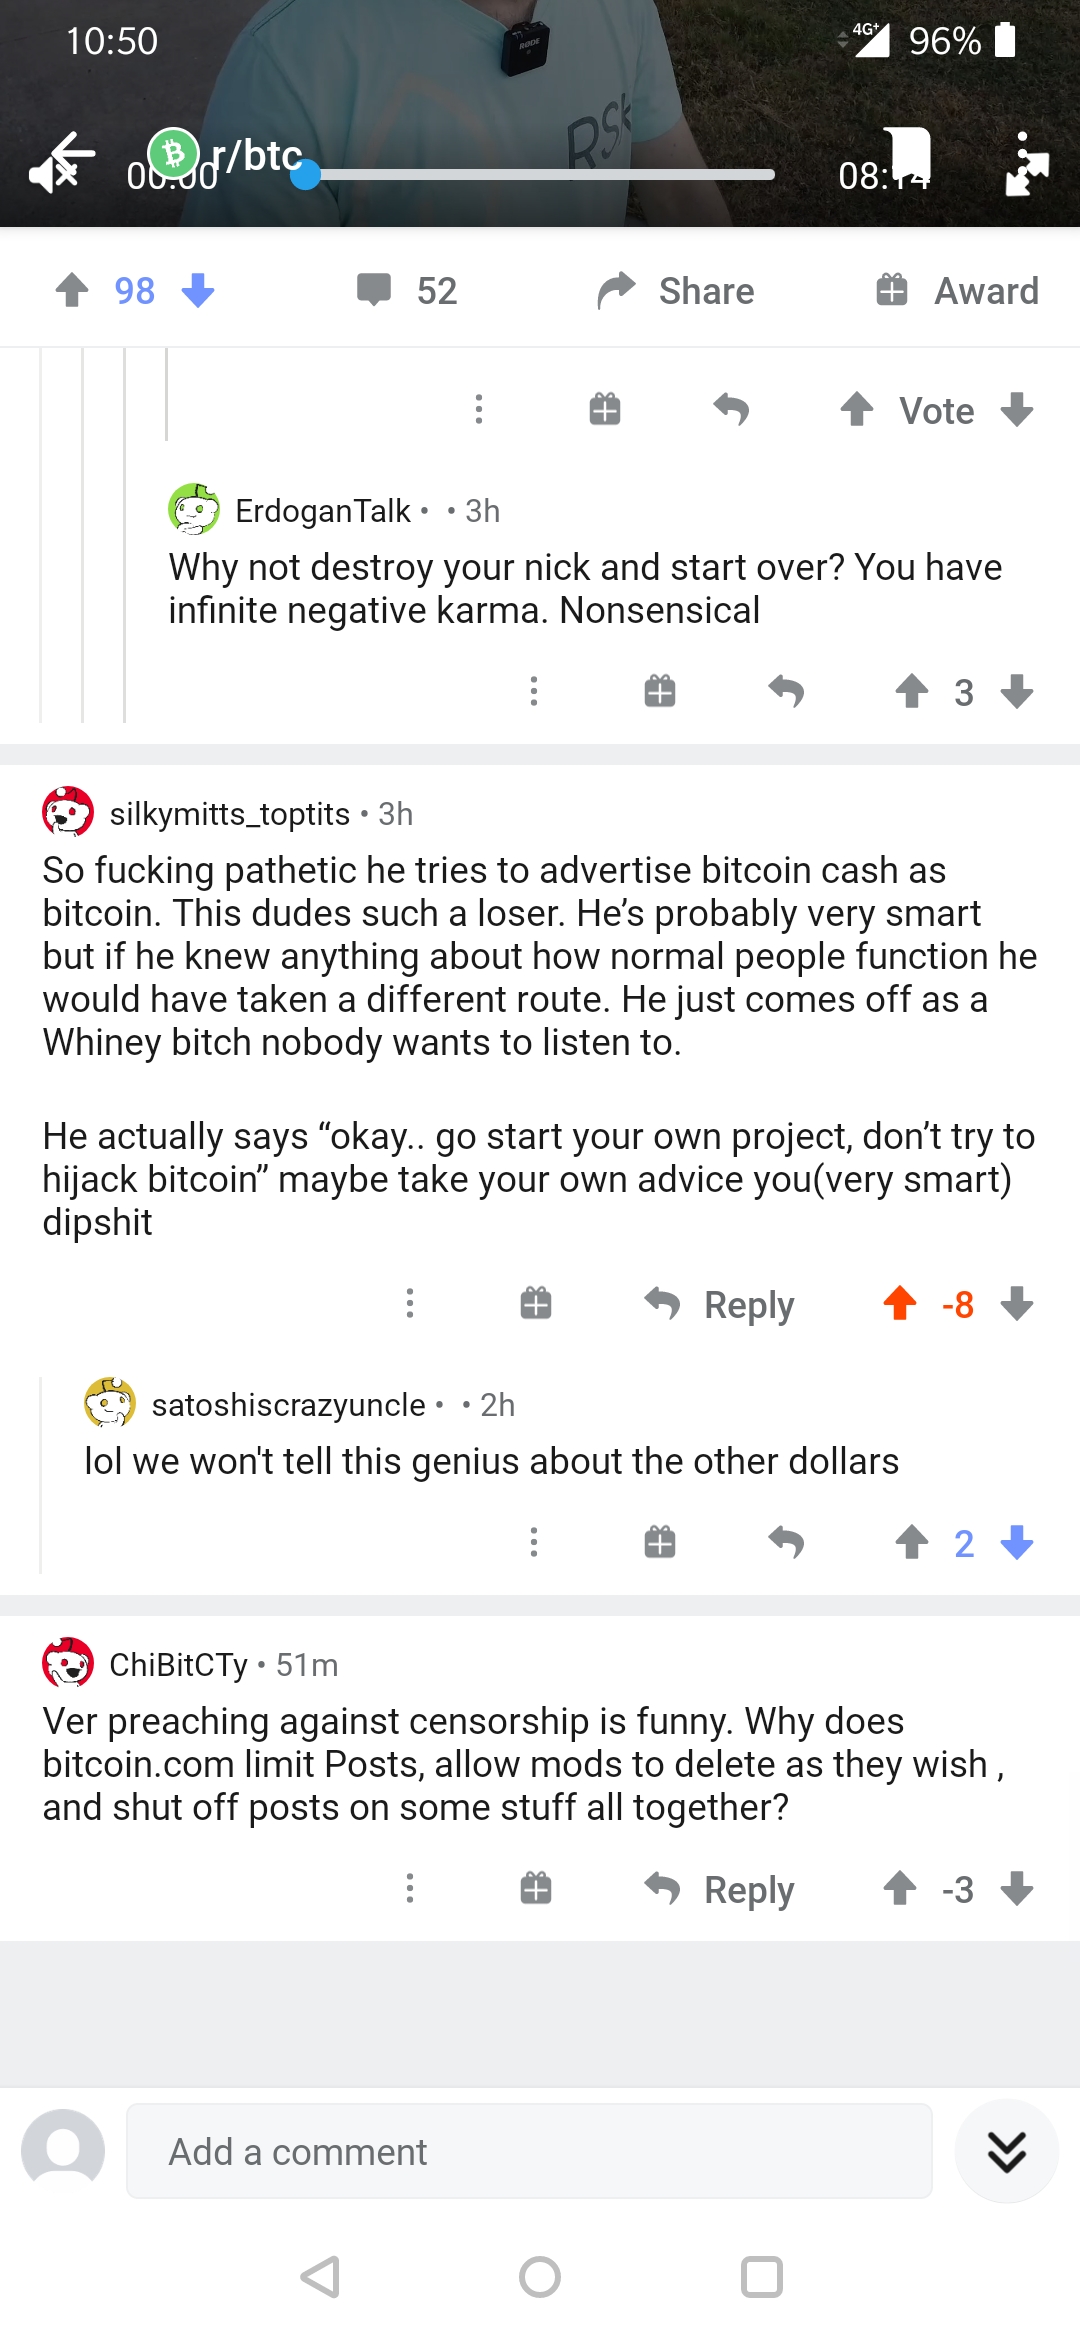 10:50
4G+
96%
RØDE
RSK
r/btc
00:00
08:14
98
52
Share
Award
Vote
ErdoganTalk • • 3h
Why not destroy your nick and start over? You have
infinite negative karma. Nonsensical
3
silkymitts_toptits • 3h
So fucking pathetic he tries to advertise bitcoin cash as
bitcoin. This dudes such a loser. He’s probably very smart
but if he knew anything about how normal people function he
would have taken a different route. He just comes off as a
Whiney bitch nobody wants to listen to.
He actually says “okay.. go start your own project, don’t try to
hijack bitcoin” maybe take your own advice you(very smart)
dipshit
Reply
-8
satoshiscrazyuncle • • 2h
lol we won't tell this genius about the other dollars
2
ChiBitCTy • 51m
Ver preaching against censorship is funny. Why does
bitcoin.com limit Posts, allow mods to delete as they wish ,
and shut off posts on some stuff all together?
Reply
-3
Add a comment